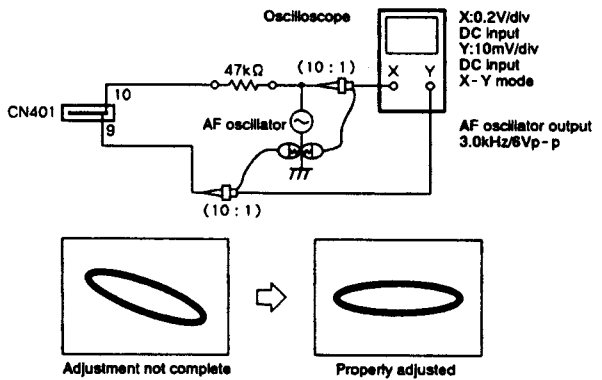 Oscilloscope
X:0.2V/div
DC input
Y:10mV/div
DC input
X-Y mode
X Y
47kΩ
(10:1)
10
CN401
9
AF oscillator
AF oscillator output
3.0kHz/6Vp-p
(10:1)
Adjustment not complete
Properly adjusted